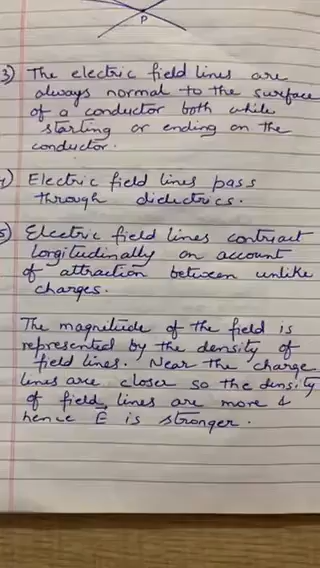 P
3) The electric field lines are
always normal to the surface
of a conductor both while
starting or ending on the
conductor.
4) Electric field lines pass
through dielectrics.
5) Electric field lines contract
longitudinally on account
of attraction between unlike
charges.
The magnitude of the field is
represented by the density of
field lines. Near the charge
lines are closer so the density
of field lines are more &
hence E⃗ is stronger.